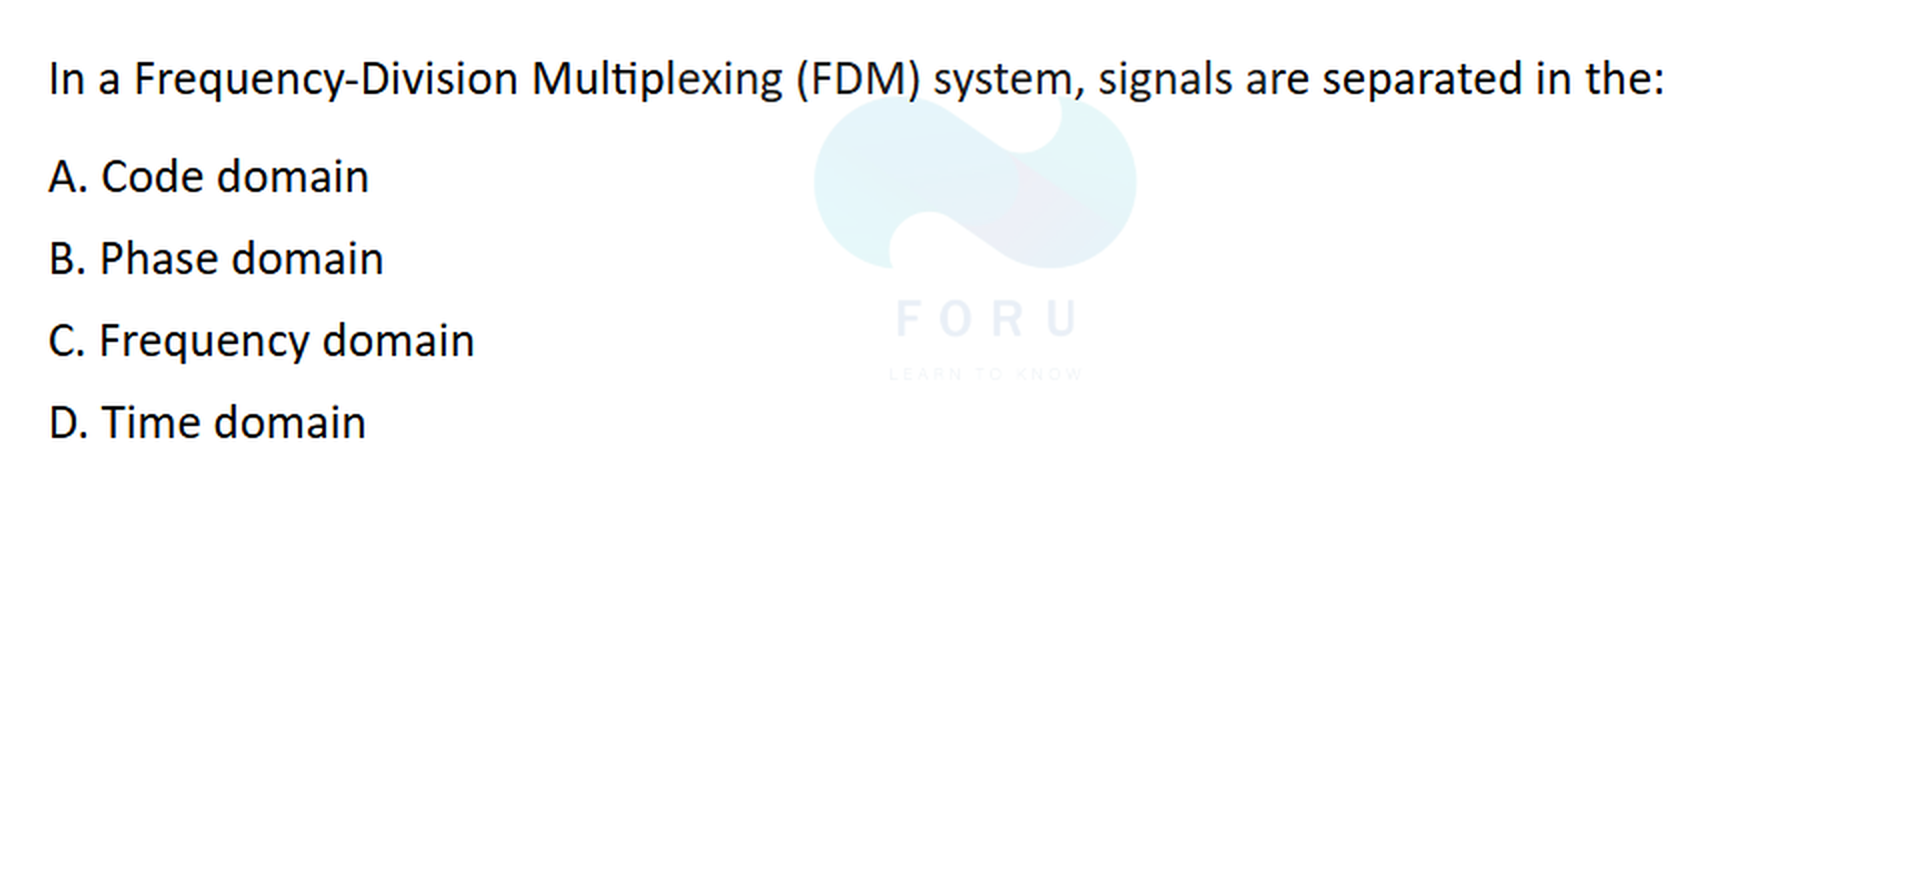 In a Frequency-Division Multiplexing (FDM) system, signals are separated in the:
A. Code domain
B. Phase domain
C. Frequency domain
D. Time domain
FORU
LEARN TO KNOW